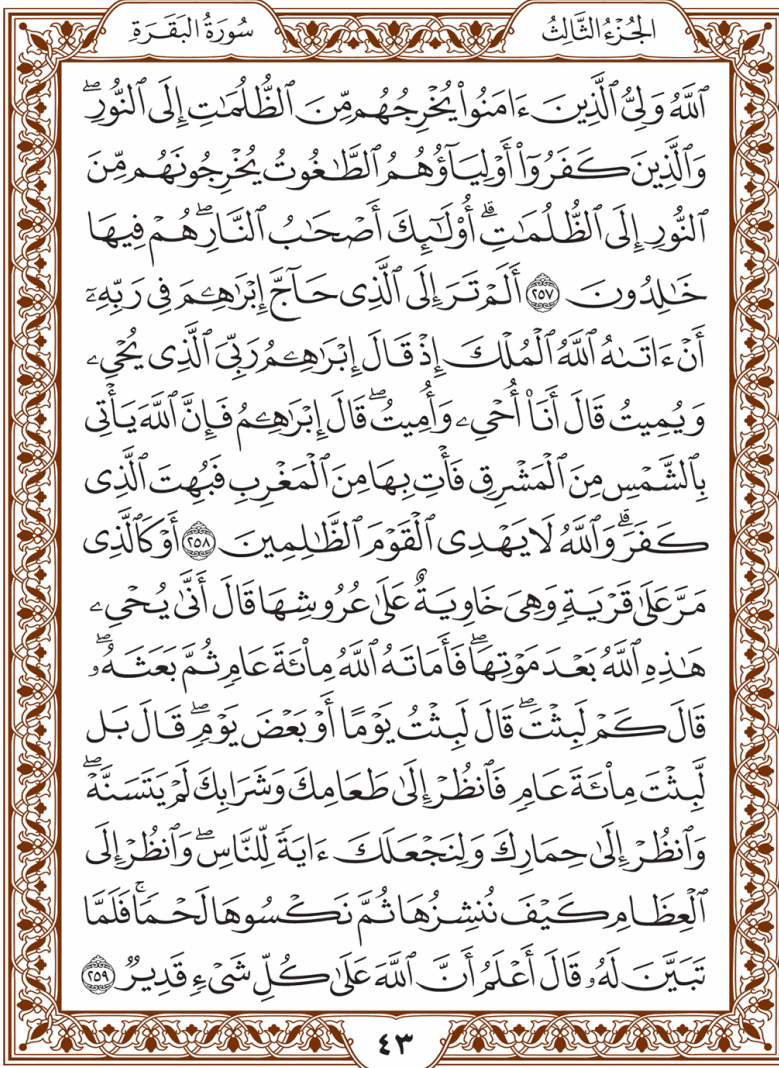 الجُزْءُ الثَّالِثُ
سُورَةُ البَقَرَةِ
ٱللَّهُ وَلِيُّ ٱلَّذِينَ ءَامَنُواْ يُخْرِجُهُم مِّنَ ٱلظُّلُمَٰتِ إِلَى ٱلنُّورِۖ
وَٱلَّذِينَ كَفَرُوٓاْ أَوْلِيَآؤُهُمُ ٱلطَّٰغُوتُ يُخْرِجُونَهُم مِّنَ
ٱلنُّورِ إِلَى ٱلظُّلُمَٰتِۗ أُوْلَٰٓئِكَ أَصْحَٰبُ ٱلنَّارِۖ هُمْ فِيهَا
خَٰلِدُونَ ٢٥٧ أَلَمْ تَرَ إِلَى ٱلَّذِى حَآجَّ إِبْرَٰهِـۧمَ فِى رَبِّهِۦٓ
أَنْ ءَاتَىٰهُ ٱللَّهُ ٱلْمُلْكَ إِذْ قَالَ إِبْرَٰهِـۧمُ رَبِّىَ ٱلَّذِى يُحْىِۦ
وَيُمِيتُ قَالَ أَنَا۠ أُحْىِۦ وَأُمِيتُۖ قَالَ إِبْرَٰهِـۧمُ فَإِنَّ ٱللَّهَ يَأْتِى
بِٱلشَّمْسِ مِنَ ٱلْمَشْرِقِ فَأْتِ بِهَا مِنَ ٱلْمَغْرِبِ فَبُهِتَ ٱلَّذِى
كَفَرَۗ وَٱللَّهُ لَا يَهْدِى ٱلْقَوْمَ ٱلظَّٰلِمِينَ ٢٥٨ أَوْ كَٱلَّذِى
مَرَّ عَلَىٰ قَرْيَةٍ وَهِىَ خَاوِيَةٌ عَلَىٰ عُرُوشِهَا قَالَ أَنَّىٰ يُحْىِۦ
هَٰذِهِ ٱللَّهُ بَعْدَ مَوْتِهَاۖ فَأَمَاتَهُ ٱللَّهُ مِاْئَةَ عَامٍ ثُمَّ بَعَثَهُۥۖ
قَالَ كَمْ لَبِثْتَۖ قَالَ لَبِثْتُ يَوْمًا أَوْ بَعْضَ يَوْمٍۖ قَالَ بَل
لَّبِثْتَ مِاْئَةَ عَامٍ فَٱنظُرْ إِلَىٰ طَعَامِكَ وَشَرَابِكَ لَمْ يَتَسَنَّهْۖ
وَٱنظُرْ إِلَىٰ حِمَارِكَ وَلِنَجْعَلَكَ ءَايَةً لِّلنَّاسِۖ وَٱنظُرْ إِلَى
ٱلْعِظَامِ كَيْفَ نُنشِزُهَا ثُمَّ نَكْسُوهَا لَحْمًاۚ فَلَمَّا
تَبَيَّنَ لَهُۥ قَالَ أَعْلَمُ أَنَّ ٱللَّهَ عَلَىٰ كُلِّ شَىْءٍ قَدِيرٌ ٢٥٩
٤٣